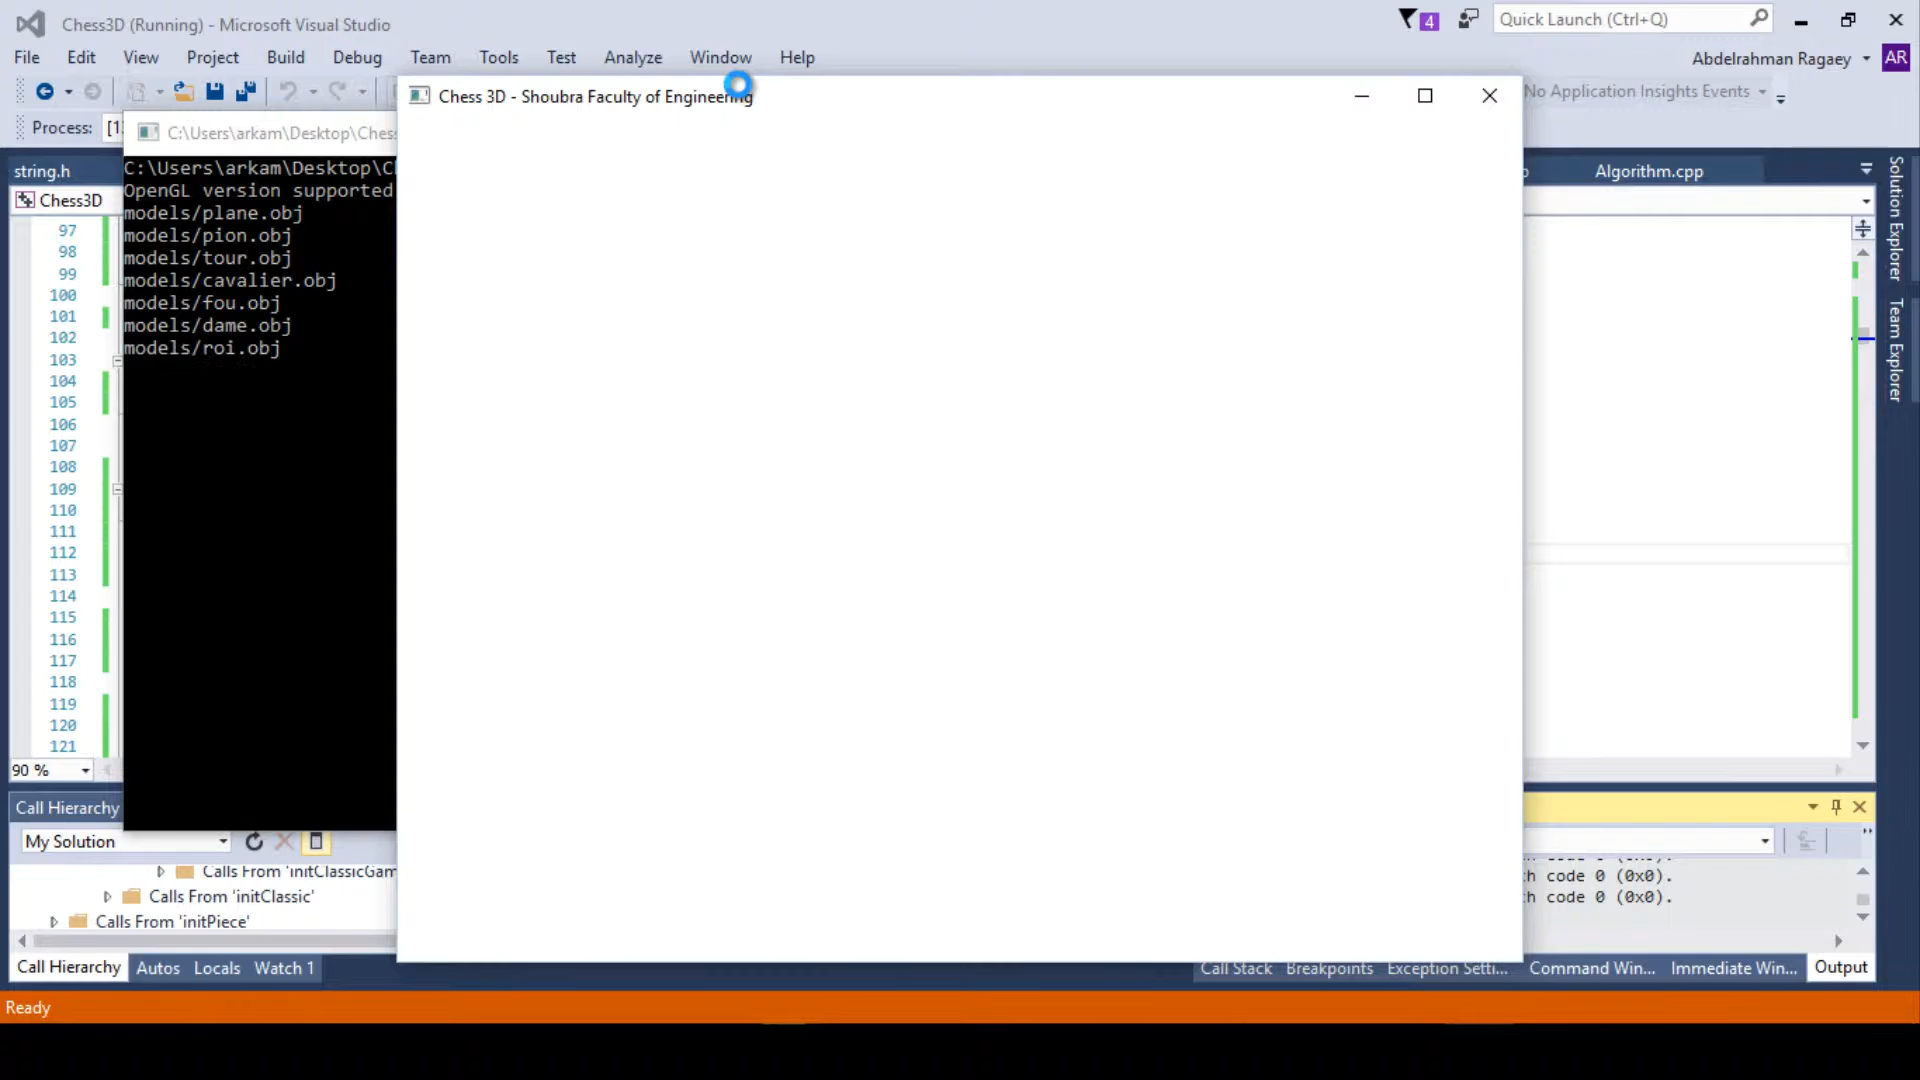 Chess3D (Running) - Microsoft Visual Studio
4
Quick Launch (Ctrl+Q)
File Edit View Project Build Debug Team Tools Test Analyze Window Help
Abdelrahman Ragaey AR
No Application Insights Events
Process:
Chess 3D - Shoubra Faculty of Engineering
C:\Users\arkam\Desktop\Ches
string.h
Algorithm.cpp
Chess3D
C:\Users\arkam\Desktop\C
OpenGL version supported
models/plane.obj
models/pion.obj
models/tour.obj
models/cavalier.obj
models/fou.obj
models/dame.obj
models/roi.obj
97
98
99
100
101
102
103
104
105
106
107
108
109
110
111
112
113
114
115
116
117
118
119
120
121
90 %
Solution Explorer
Team Explorer
Call Hierarchy
My Solution
Calls From 'initClassicGam
Calls From 'initClassic'
Calls From 'initPiece'
h code 0 (0x0).
h code 0 (0x0).
Call Hierarchy Autos Locals Watch 1
Call Stack Breakpoints Exception Setti... Command Win... Immediate Win... Output
Ready